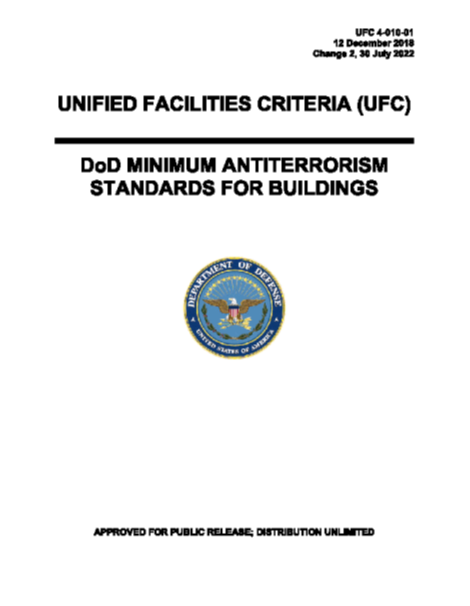 UFC 4-010-01
12 December 2018
Change 2, 30 July 2022
UNIFIED FACILITIES CRITERIA (UFC)
DoD MINIMUM ANTITERRORISM
STANDARDS FOR BUILDINGS
DEPARTMENT OF DEFENSE
UNITED STATES OF AMERICA
APPROVED FOR PUBLIC RELEASE; DISTRIBUTION UNLIMITED